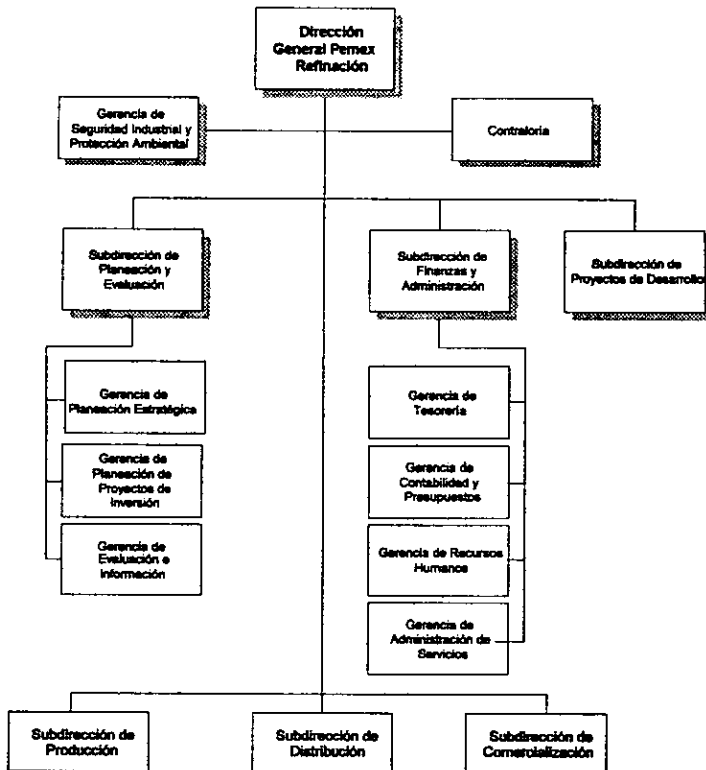 Dirección
General Pemex
Refinación
Gerencia de
Seguridad Industrial y
Protección Ambiental
Contraloría
Subdirección de
Planeación y
Evaluación
Subdirección de
Finanzas y
Administración
Subdirección de
Proyectos de Desarrollo
Gerencia de
Planeación Estratégica
Gerencia de
Planeación de
Proyectos de
Inversión
Gerencia de
Evaluación e
Información
Gerencia de
Tesorería
Gerencia de
Contabilidad y
Presupuestos
Gerencia de Recursos
Humanos
Gerencia de
Administración de
Servicios
Subdirección de
Producción
Subdirección de
Distribución
Subdirección de
Comercialización